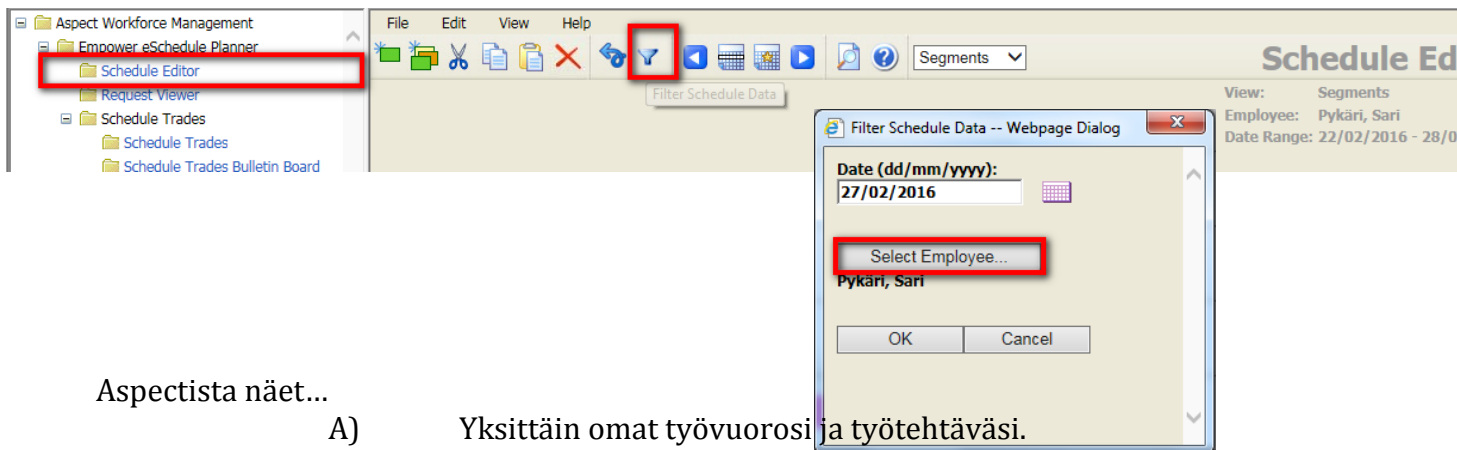 Aspect Workforce Management
Empower eSchedule Planner
Schedule Editor
Request Viewer
Schedule Trades
Schedule Trades
Schedule Trades Bulletin Board
File Edit View Help
Segments
Filter Schedule Data
Schedule Ed
View: Segments
Employee: Pykäri, Sari
Date Range: 22/02/2016 - 28/0
Filter Schedule Data -- Webpage Dialog
Date (dd/mm/yyyy):
27/02/2016
Select Employee...
Pykäri, Sari
OK Cancel
Aspectista näet…
A) Yksittäin omat työvuorosi ja työtehtäväsi.